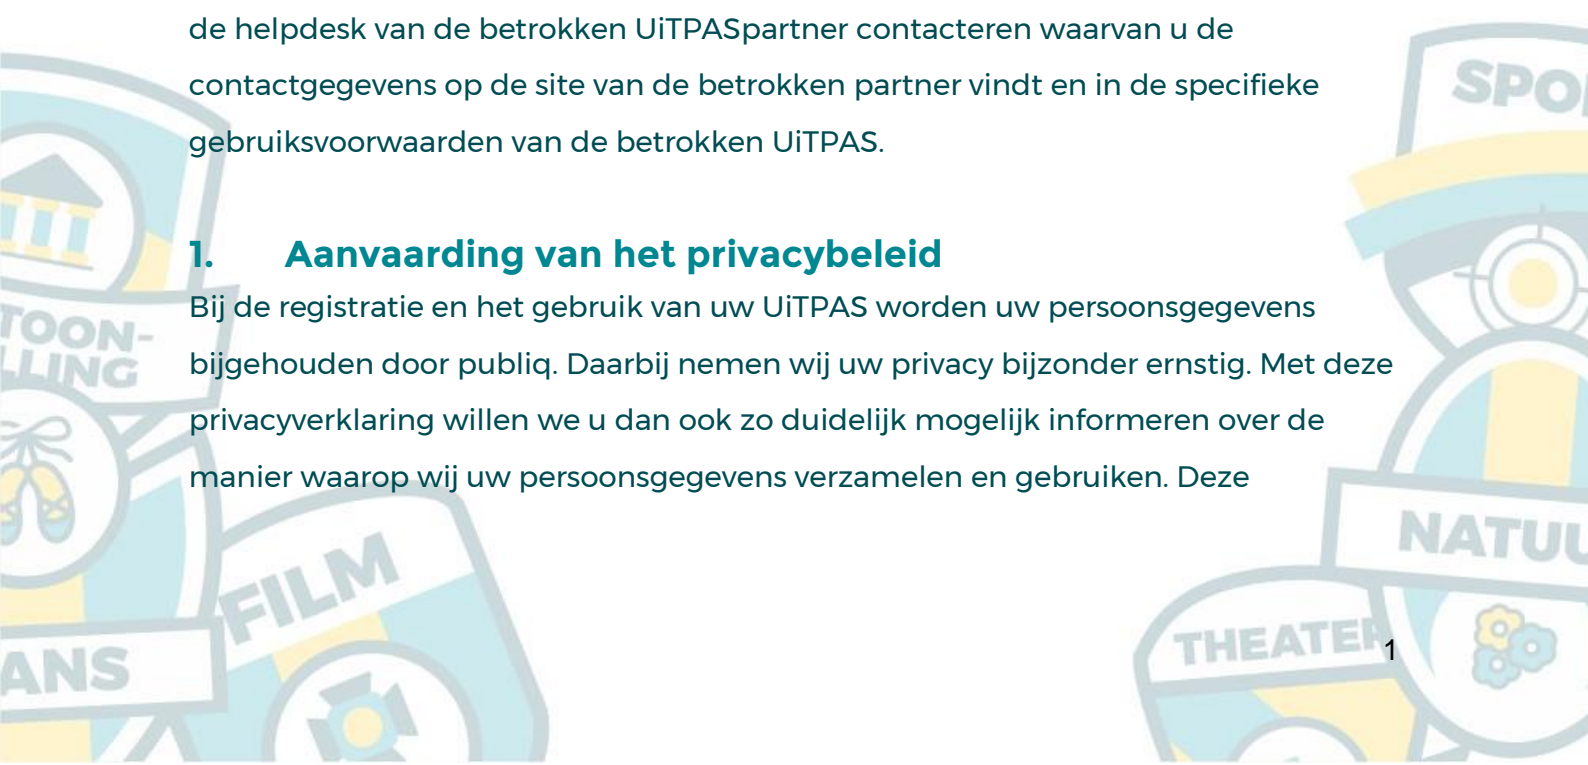 de helpdesk van de betrokken UiTPASpartner contacteren waarvan u de
contactgegevens op de site van de betrokken partner vindt en in de specifieke
gebruiksvoorwaarden van de betrokken UiTPAS.
1. Aanvaarding van het privacybeleid
Bij de registratie en het gebruik van uw UiTPAS worden uw persoonsgegevens
bijgehouden door publiq. Daarbij nemen wij uw privacy bijzonder ernstig. Met deze
privacyverklaring willen we u dan ook zo duidelijk mogelijk informeren over de
manier waarop wij uw persoonsgegevens verzamelen en gebruiken. Deze
SPO
TOON-
LLING
FILM
ANS
NATUU
THEATER
1